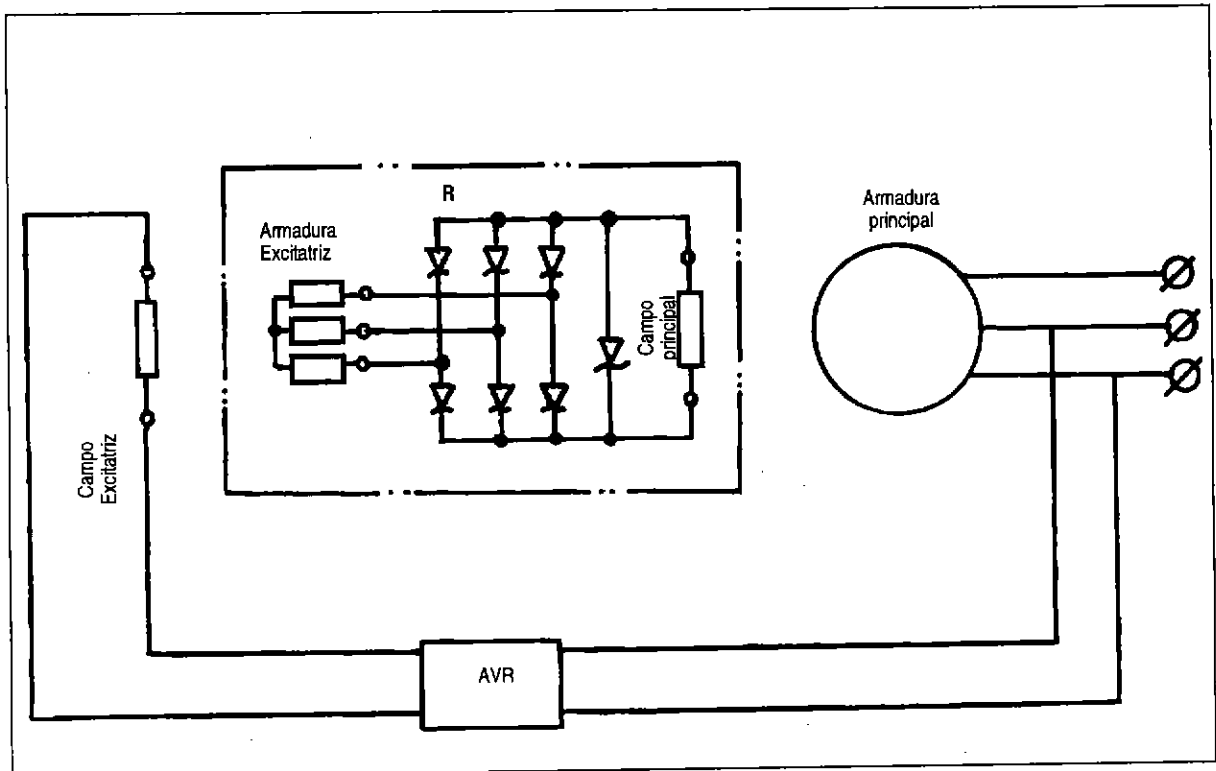 R
Armadura
Excitatriz
Campo
principal
Armadura
principal
Campo
Excitatriz
AVR